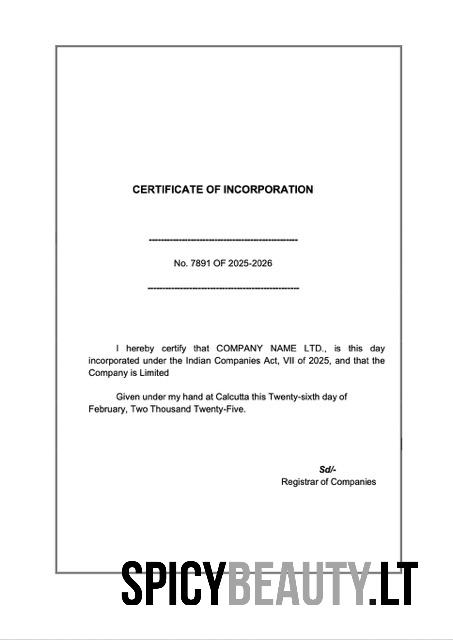 CERTIFICATE OF INCORPORATION
--------------------------------------------------
No. 7891 OF 2025-2026
---------------------------------------------------
I hereby certify that COMPANY NAME LTD., is this day
incorporated under the Indian Companies Act, VII of 2025, and that the
Company is Limited
Given under my hand at Calcutta this Twenty-sixth day of
February, Two Thousand Twenty-Five.
Sd/-
Registrar of Companies
SPICYBEAUTY.LT